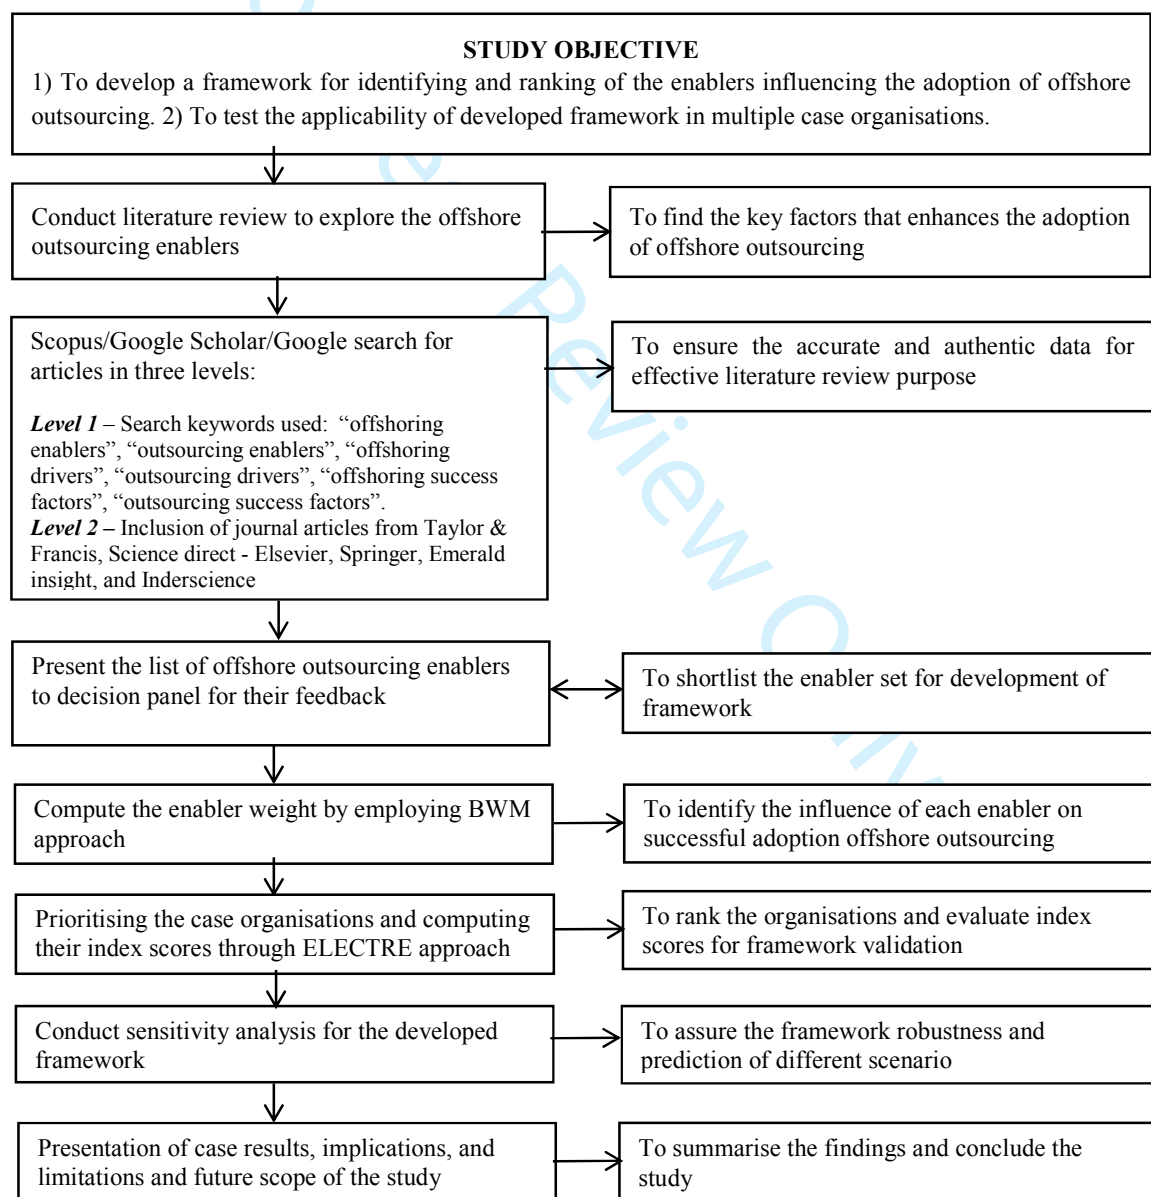 STUDY OBJECTIVE
1) To develop a framework for identifying and ranking of the enablers influencing the adoption of offshore
outsourcing. 2) To test the applicability of developed framework in multiple case organisations.
Conduct literature review to explore the offshore
outsourcing enablers
To find the key factors that enhances the adoption
of offshore outsourcing
Scopus/Google Scholar/Google search for
articles in three levels:
Level 1 – Search keywords used: “offshoring
enablers”, “outsourcing enablers”, “offshoring
drivers”, “outsourcing drivers”, “offshoring success
factors”, “outsourcing success factors”.
Level 2 – Inclusion of journal articles from Taylor &
Francis, Science direct - Elsevier, Springer, Emerald
insight, and Inderscience
To ensure the accurate and authentic data for
effective literature review purpose
Present the list of offshore outsourcing enablers
to decision panel for their feedback
To shortlist the enabler set for development of
framework
Compute the enabler weight by employing BWM
approach
To identify the influence of each enabler on
successful adoption offshore outsourcing
Prioritising the case organisations and computing
their index scores through ELECTRE approach
To rank the organisations and evaluate index
scores for framework validation
Conduct sensitivity analysis for the developed
framework
To assure the framework robustness and
prediction of different scenario
Presentation of case results, implications, and
limitations and future scope of the study
To summarise the findings and conclude the
study
Review